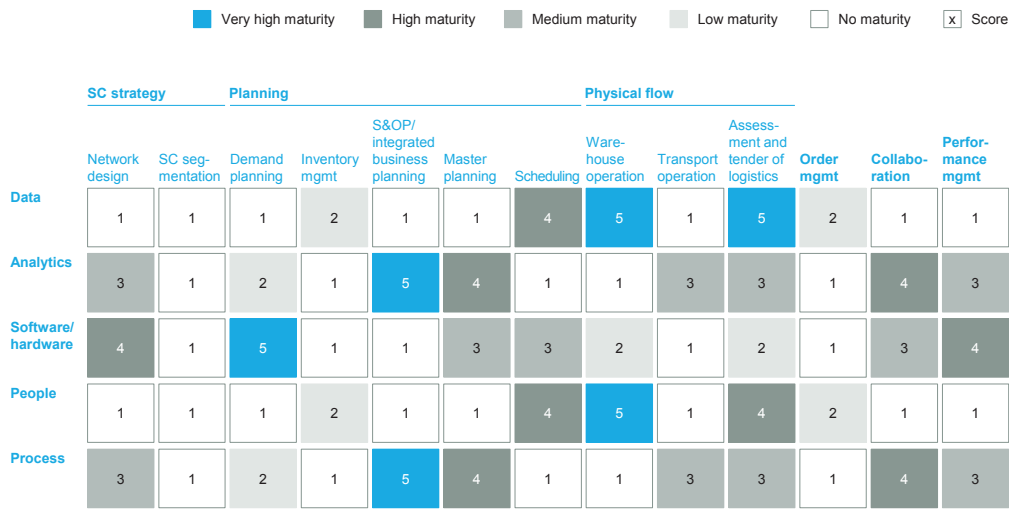 Very high maturity High maturity Medium maturity Low maturity No maturity x Score
SC strategy Planning Physical flow
Network design
SC seg-
mentation
Demand planning
Inventory mgmt
S&OP/
integrated
business
planning
Master
planning
Scheduling
Ware-
house
operation
Transport
operation
Assess-
ment and
tender of
logistics
Order
mgmt
Collabo-
ration
Perfor-
mance
mgmt
Data
1 1 1 2 1 1 4 5 1 5 2 1 1
Analytics
3 1 2 1 5 4 1 1 3 3 1 4 3
Software/
hardware
4 1 5 1 1 3 3 2 1 2 1 3 4
People
1 1 1 2 1 1 4 5 1 4 2 1 1
Process
3 1 2 1 5 4 1 1 3 3 1 4 3